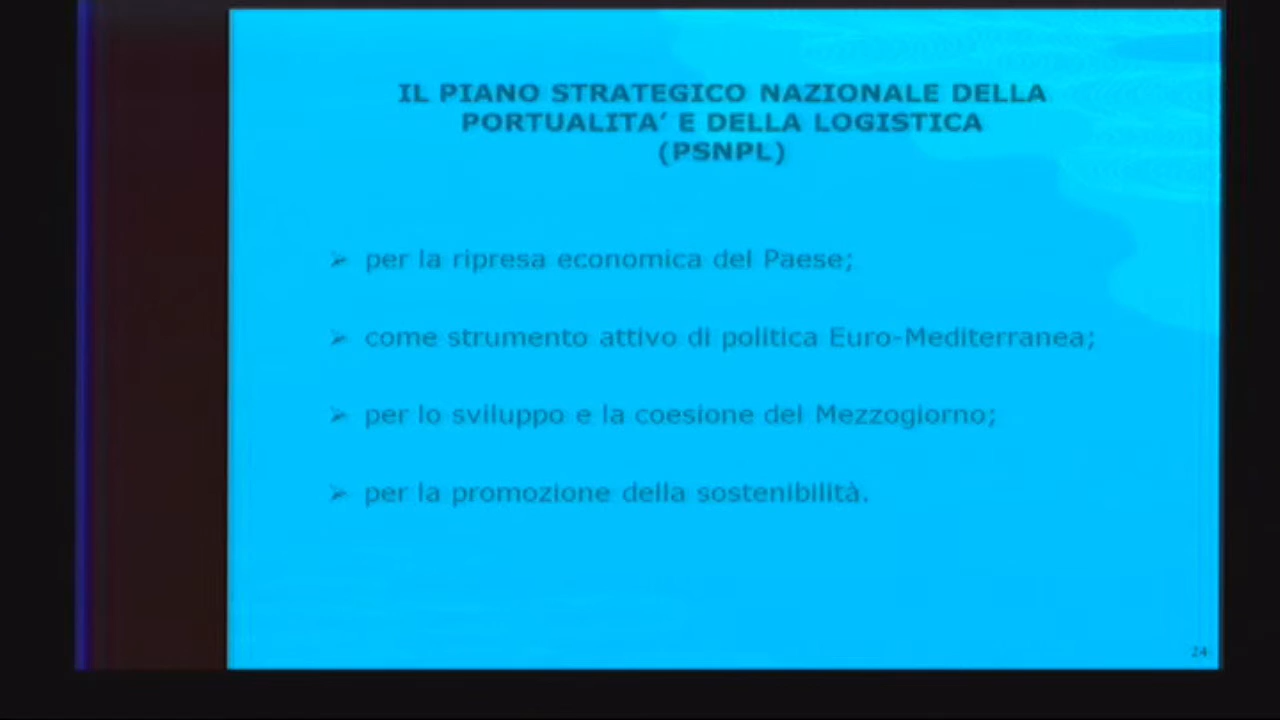 IL PIANO STRATEGICO NAZIONALE DELLA
PORTUALITA’ E DELLA LOGISTICA
(PSNPL)
➢ per la ripresa economica del Paese;
➢ come strumento attivo di politica Euro-Mediterranea;
➢ per lo sviluppo e la coesione del Mezzogiorno;
➢ per la promozione della sostenibilità.
24